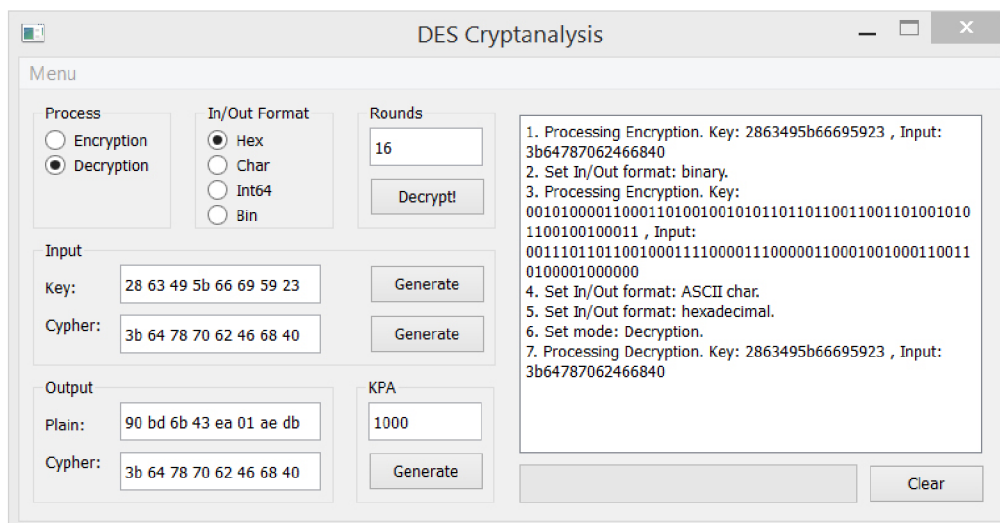 DES Cryptanalysis
Menu
Process
Encryption
Decryption
In/Out Format
Hex
Char
Int64
Bin
Rounds
16
Decrypt!
Input
Key: 28 63 49 5b 66 69 59 23 Generate
Cypher: 3b 64 78 70 62 46 68 40 Generate
Output
Plain: 90 bd 6b 43 ea 01 ae db
Cypher: 3b 64 78 70 62 46 68 40
KPA
1000
Generate
1. Processing Encryption. Key: 2863495b66695923 , Input:
3b64787062466840
2. Set In/Out format: binary.
3. Processing Encryption. Key:
001010000110001101001001010110110110011001101001010
1100100100011 , Input:
001110110110010001111000011100000110001001000110011
0100001000000
4. Set In/Out format: ASCII char.
5. Set In/Out format: hexadecimal.
6. Set mode: Decryption.
7. Processing Decryption. Key: 2863495b66695923 , Input:
3b64787062466840
Clear